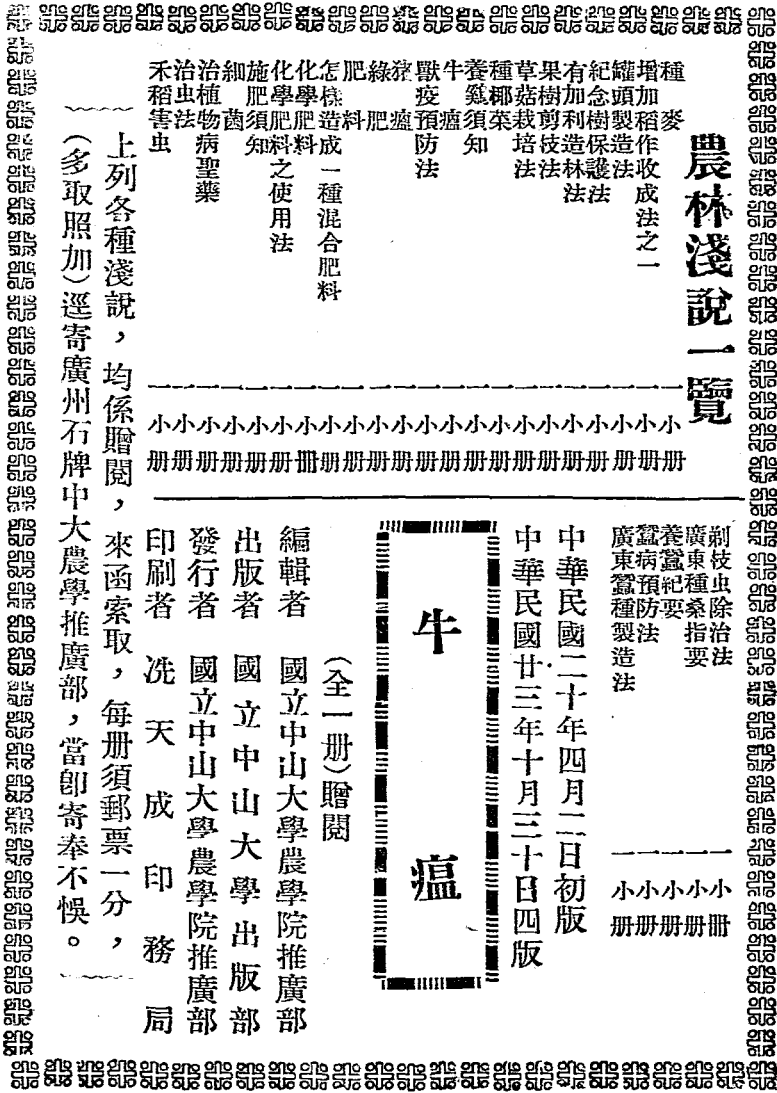 農林淺說一覽
種麥 一小册
增加稻作收成法之一 一小册
罐頭製造法 一小册
紀念樹保護法 一小册
有加利造林法 一小册
果樹剪枝法 一小册
草菇栽培法 一小册
種椰菜 一小册
養雞須知 一小册
牛瘟 一小册
獸疫預防法 一小册
猪瘟 一小册
綠肥 一小册
肥料 一小册
怎樣造成一種混合肥料 一小册
化學肥料 一小册
化學肥料之使用法 一小册
施肥須知 一小册
細菌 一小册
治植物病聖藥 一小册
治虫法 一小册
禾稻害虫 一小册
剃枝虫除治法 一小册
廣東種桑指要 一小册
養蠶紀要 一小册
蠶病預防法 一小册
廣東蠶種製造法 一小册
中華民國二十年四月二日初版
中華民國廿三年十月三十日四版
牛瘟
(全一册)贈閱
編輯者 國立中山大學農學院推廣部
出版者 國立中山大學出版部
發行者 國立中山大學農學院推廣部
印刷者 冼天成印務局
上列各種淺說，均係贈閱，來函索取，每册須郵票一分，
(多取照加)逕寄廣州石牌中大農學推廣部，當卽寄奉不悞。